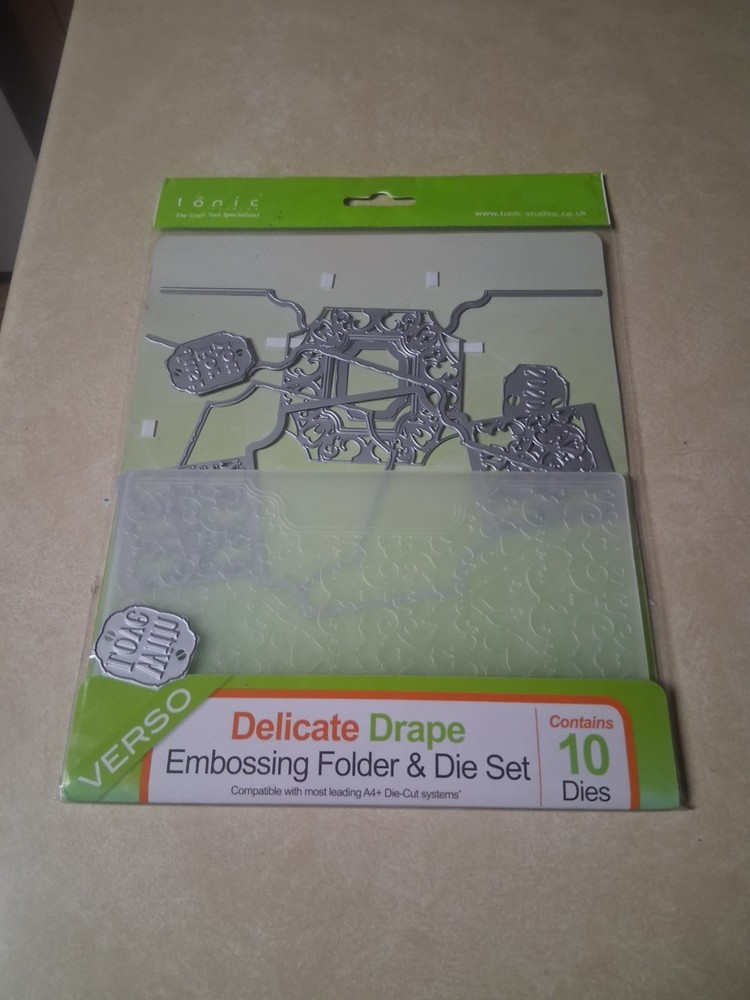 tonic
STUDIOS
The Craft Tool Specialists!
www.tonic-studios.co.uk
VERSO
Delicate Drape
Embossing Folder & Die Set
Compatible with most leading A4+ Die-Cut systems*
Contains
10
Dies